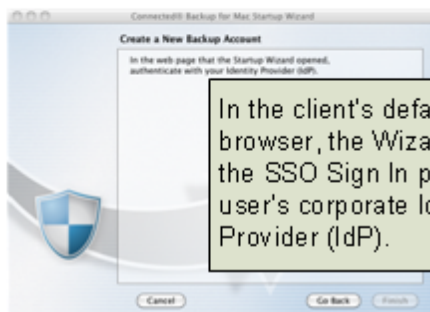 Connected® Backup for Mac Startup Wizard
Create a New Backup Account
In the web page that the Startup Wizard opened,
authenticate with your Identity Provider (IdP).
In the client's defa
browser, the Wiza
the SSO Sign In p
user's corporate Id
Provider (IdP).
Cancel
Go Back
Finish